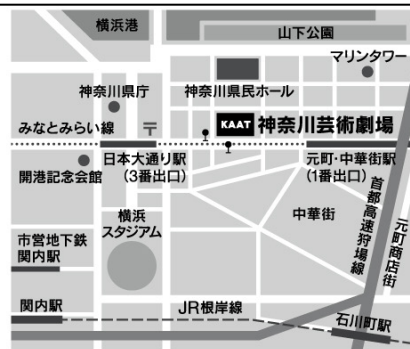 横浜港
山下公園
マリンタワー
神奈川県庁
神奈川県民ホール
みなとみらい線
〒
KAAT 神奈川芸術劇場
日本大通り駅
(3番出口)
元町・中華街駅
(1番出口)
開港記念会館
横浜
スタジアム
中華街
首都高速狩場線
元町商店街
市営地下鉄
関内駅
関内駅
JR根岸線
石川町駅